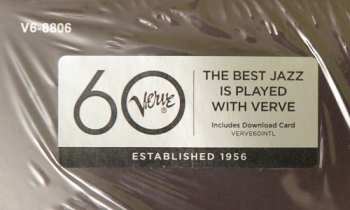 V6-8806
60 Verve®
THE BEST JAZZ
IS PLAYED
WITH VERVE
Includes Download Card
VERVE60INTL
ESTABLISHED 1956